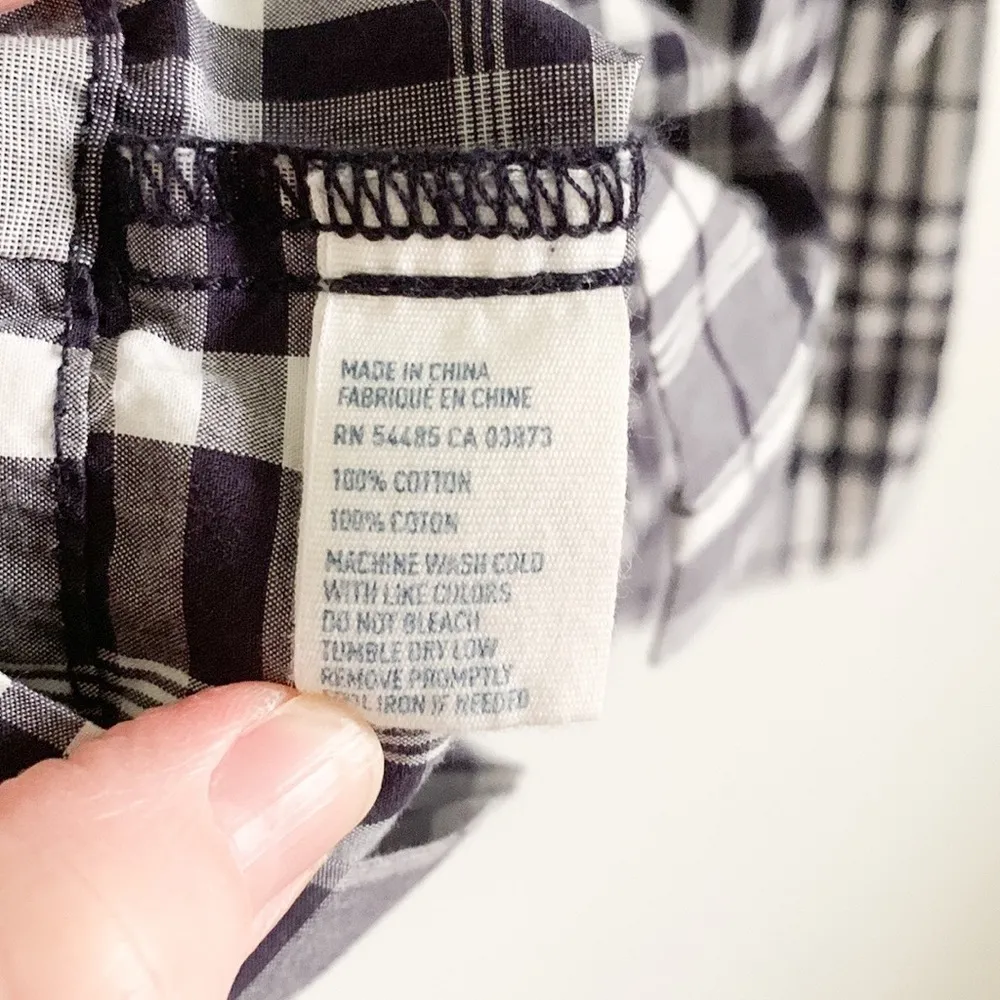 MADE IN CHINA
FABRIQUÉ EN CHINE
RN 54485 CA 03873
100% COTTON
100% COTON
MACHINE WASH COLD
WITH LIKE COLORS
DO NOT BLEACH
TUMBLE DRY LOW
REMOVE PROMPTLY
IRON IF NEEDED